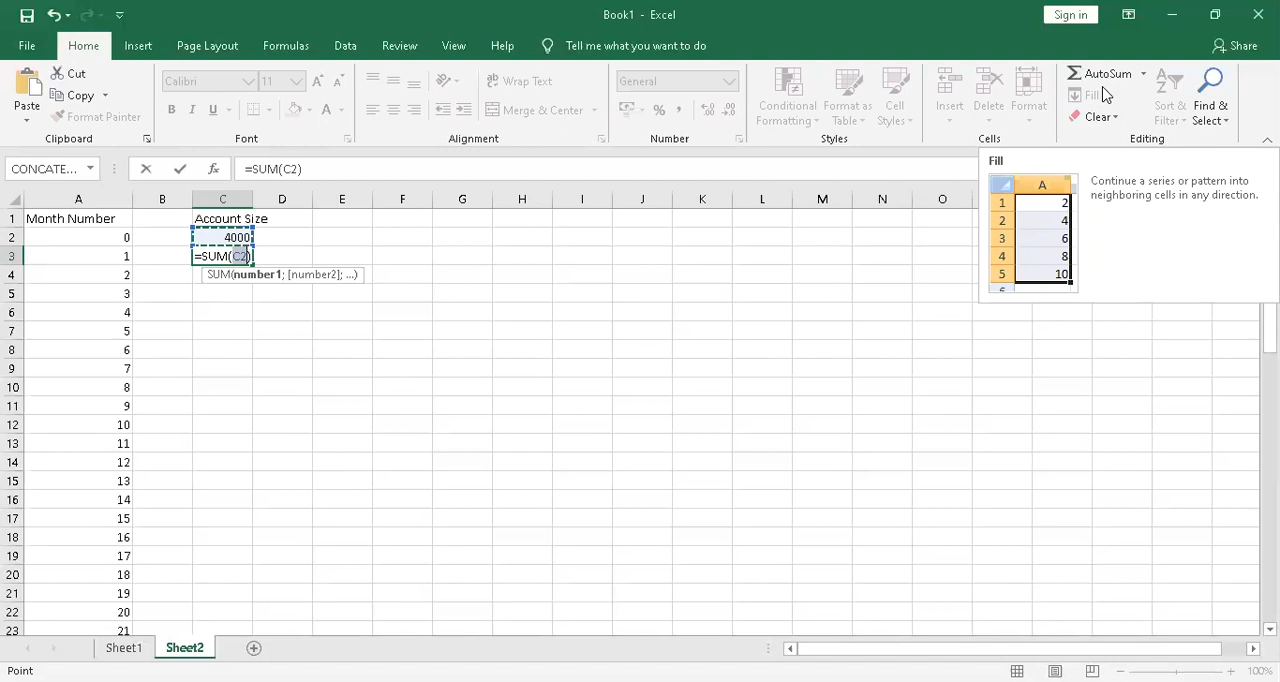 Book1 - Excel
Sign in
File Home Insert Page Layout Formulas Data Review View Help Tell me what you want to do Share
Paste
Cut
Copy
Format Painter
Clipboard
Calibri 11
B I U
A A
A
Font
Wrap Text
Merge & Center
Alignment
General
%
Number
Conditional Formatting
Format as Table
Cell Styles
Styles
Insert Delete Format
Cells
AutoSum
Fill
Clear
Sort & Filter
Find & Select
Editing
CONCATE... fx =SUM(C2)
Fill
Continue a series or pattern into
neighboring cells in any direction.
A
1 2
2 4
3 6
4 8
5 10
A B C D E F G H I J K L M N O
1 Month Number Account Size
2 0 4000
3 1 =SUM(C2)
SUM(number1; [number2]; ...)
4 2
5 3
6 4
7 5
8 6
9 7
10 8
11 9
12 10
13 11
14 12
15 13
16 14
17 15
18 16
19 17
20 18
21 19
22 20
23 21
Sheet1 Sheet2
Point
100%